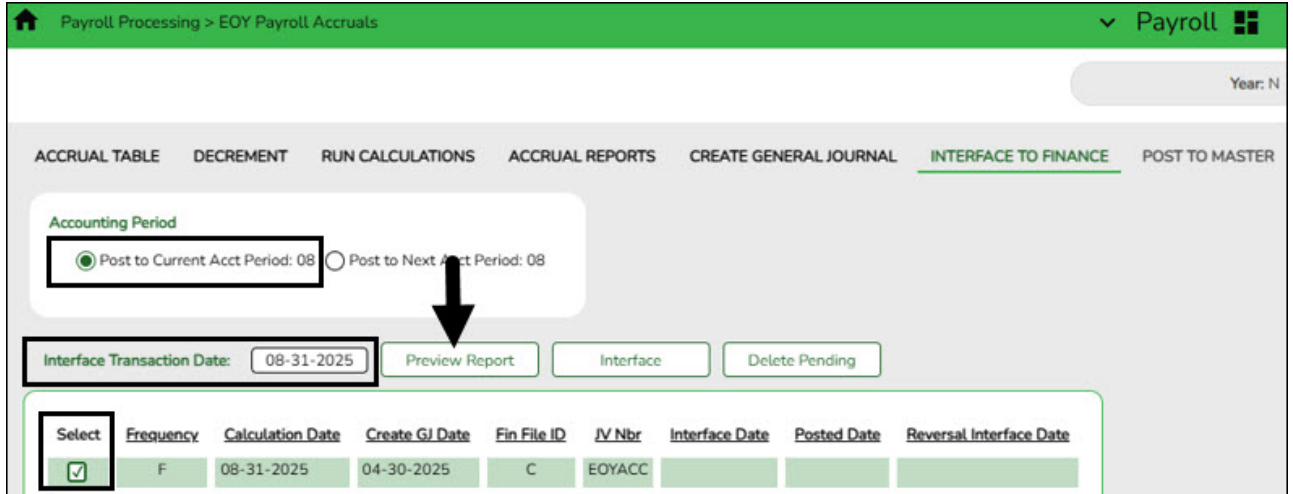 Payroll Processing > EOY Payroll Accruals Payroll
Year: N
ACCRUAL TABLE DECREMENT RUN CALCULATIONS ACCRUAL REPORTS CREATE GENERAL JOURNAL INTERFACE TO FINANCE POST TO MASTER
Accounting Period
Post to Current Acct Period: 08 Post to Next Acct Period: 08
Interface Transaction Date: 08-31-2025 Preview Report Interface Delete Pending
Select Frequency Calculation Date Create GJ Date Fin File ID JV Nbr Interface Date Posted Date Reversal Interface Date
F 08-31-2025 04-30-2025 C EOYACC